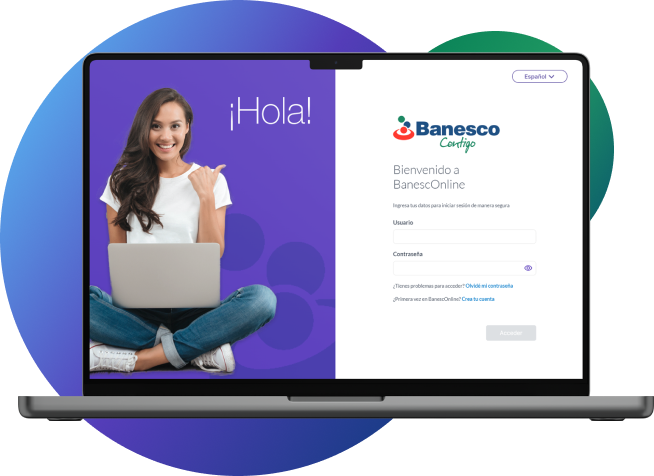 ¡Hola!
Español
Banesco
Contigo
Bienvenido a
BanescOnline
Ingresa tus datos para iniciar sesión de manera segura
Usuario
Contraseña
¿Tienes problemas para acceder? Olvidé mi contraseña
¿Primera vez en BanescOnline? Crea tu cuenta
Acceder